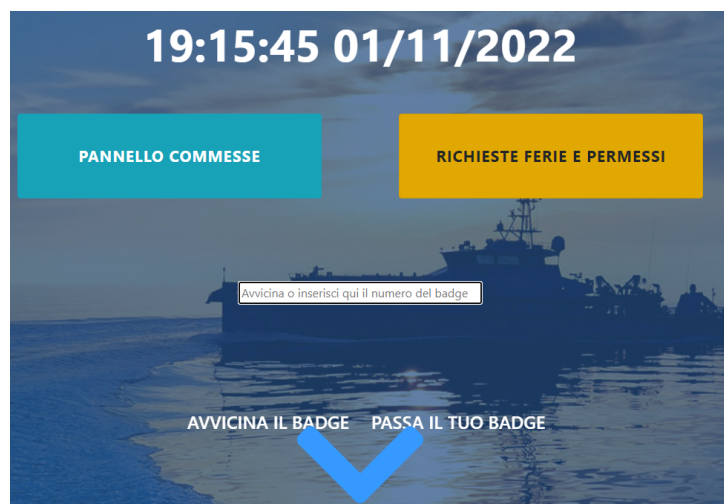 19:15:45 01/11/2022
PANNELLO COMMESSE
RICHIESTE FERIE E PERMESSI
Avvicina o inserisci qui il numero del badge
AVVICINA IL BADGE PASSA IL TUO BADGE